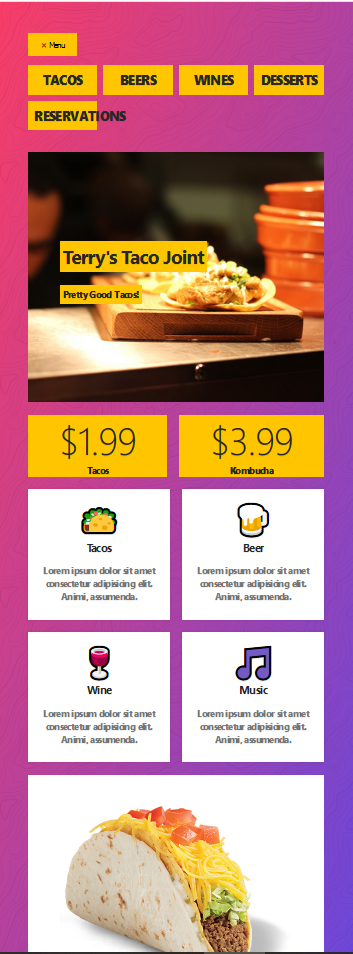 × Menu
TACOS BEERS WINES DESSERTS
RESERVATIONS
Terry's Taco Joint
Pretty Good Tacos!
$1.99 $3.99
Tacos Kombucha
Tacos Beer
Lorem ipsum dolor sit amet Lorem ipsum dolor sit amet
consectetur adipisicing elit. consectetur adipisicing elit.
Animi, assumenda. Animi, assumenda.
Wine Music
Lorem ipsum dolor sit amet Lorem ipsum dolor sit amet
consectetur adipisicing elit. consectetur adipisicing elit.
Animi, assumenda. Animi, assumenda.